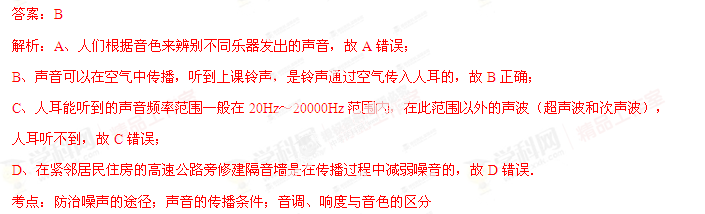 答案：B
解析：A、人们根据音色来辨别不同乐器发出的声音，故 A 错误；
B、声音可以在空气中传播，听到上课铃声，是铃声通过空气传入人耳的，故 B 正确；
C、人耳能听到的声音频率范围一般在 20Hz～20000Hz 范围内，在此范围以外的声波（超声波和次声波），
人耳听不到，故 C 错误；
D、在紧邻居民住房的高速公路旁修建隔音墙是在传播过程中减弱噪音的，故 D 错误．
考点：防治噪声的途径；声音的传播条件；音调、响度与音色的区分